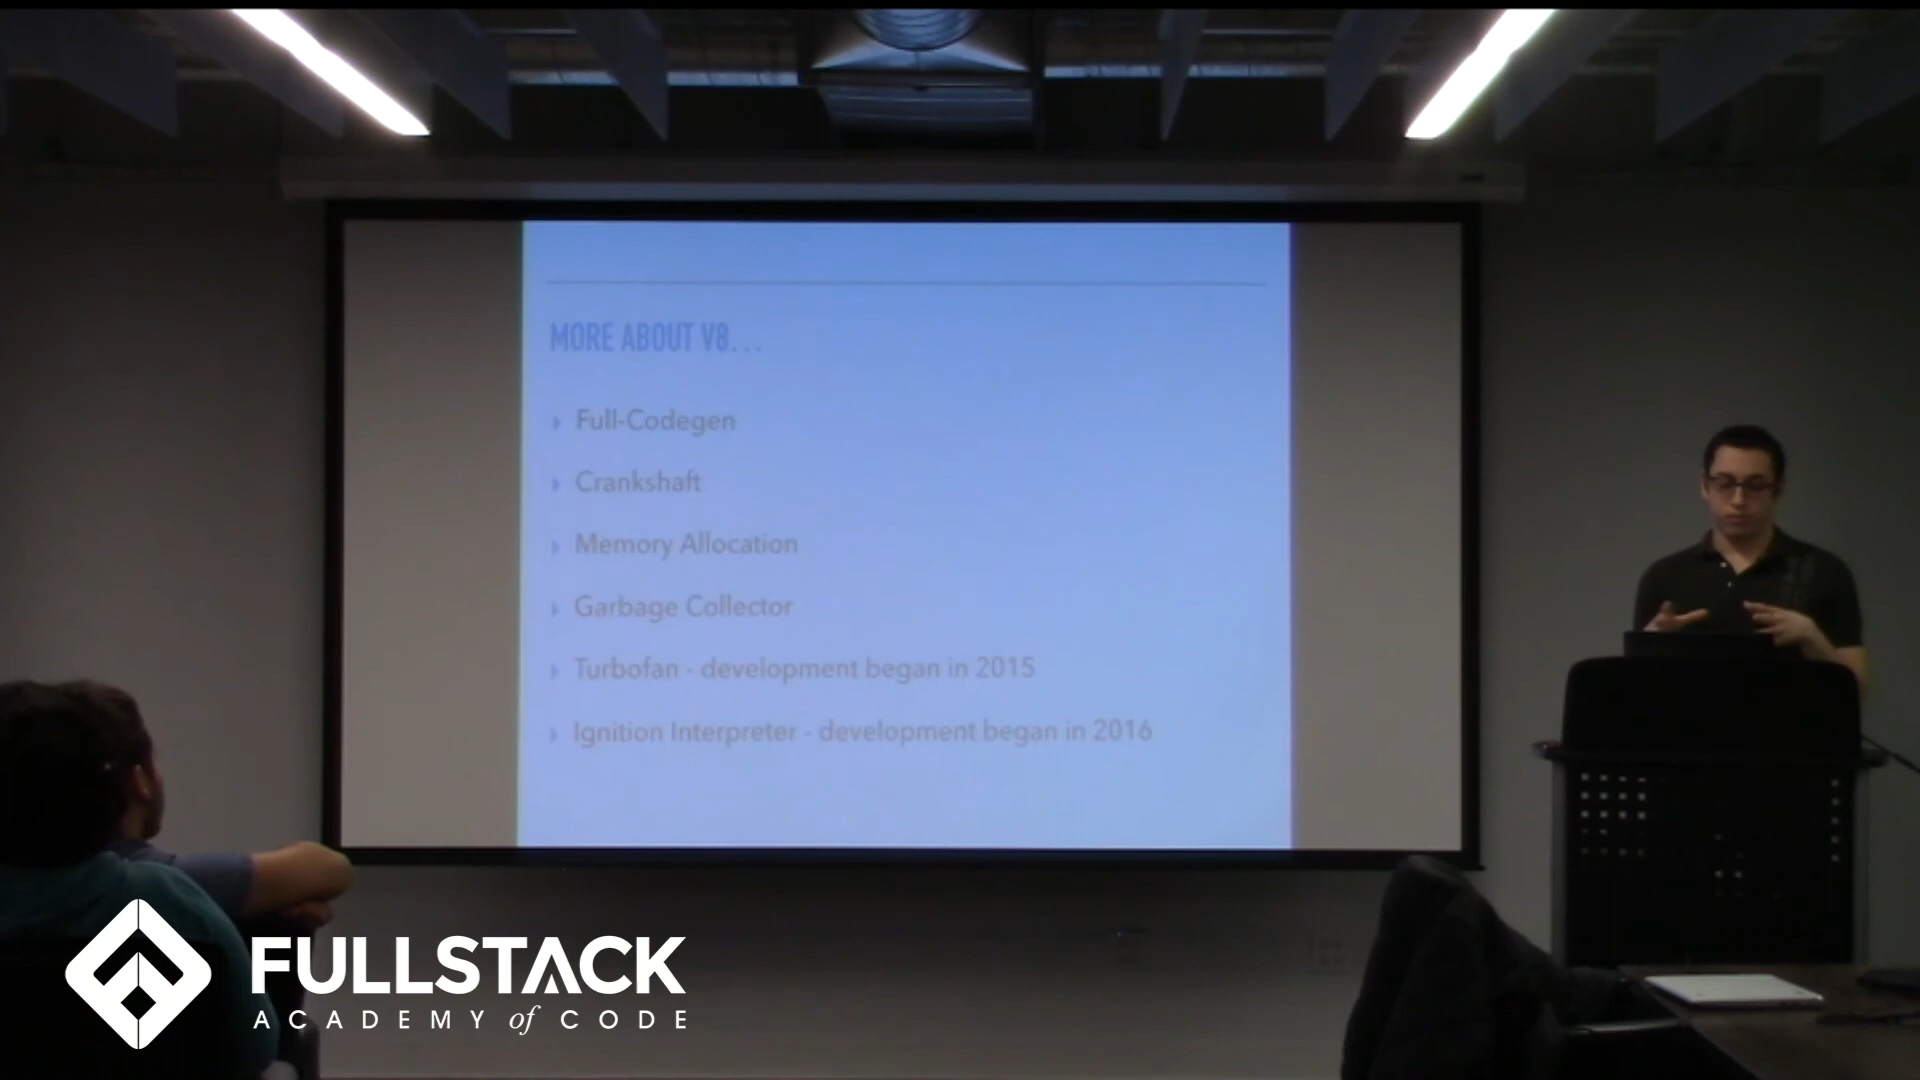 MORE ABOUT V8...
Full-Codegen
Crankshaft
Memory Allocation
Garbage Collector
Turbofan - development began in 2015
Ignition Interpreter - development began in 2016
FULLSTACK
ACADEMY of CODE